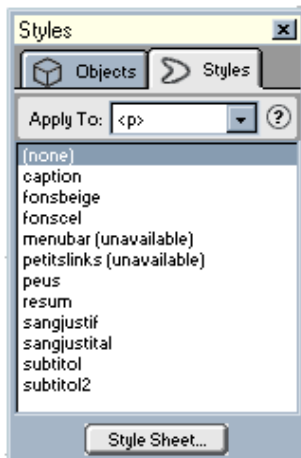 Styles
Objects Styles
Apply To: <p> ?
(none)
caption
fonsbeige
fonscel
menubar (unavailable)
petitslinks (unavailable)
peus
resum
sangjustif
sangjustital
subtitol
subtitol2
Style Sheet...